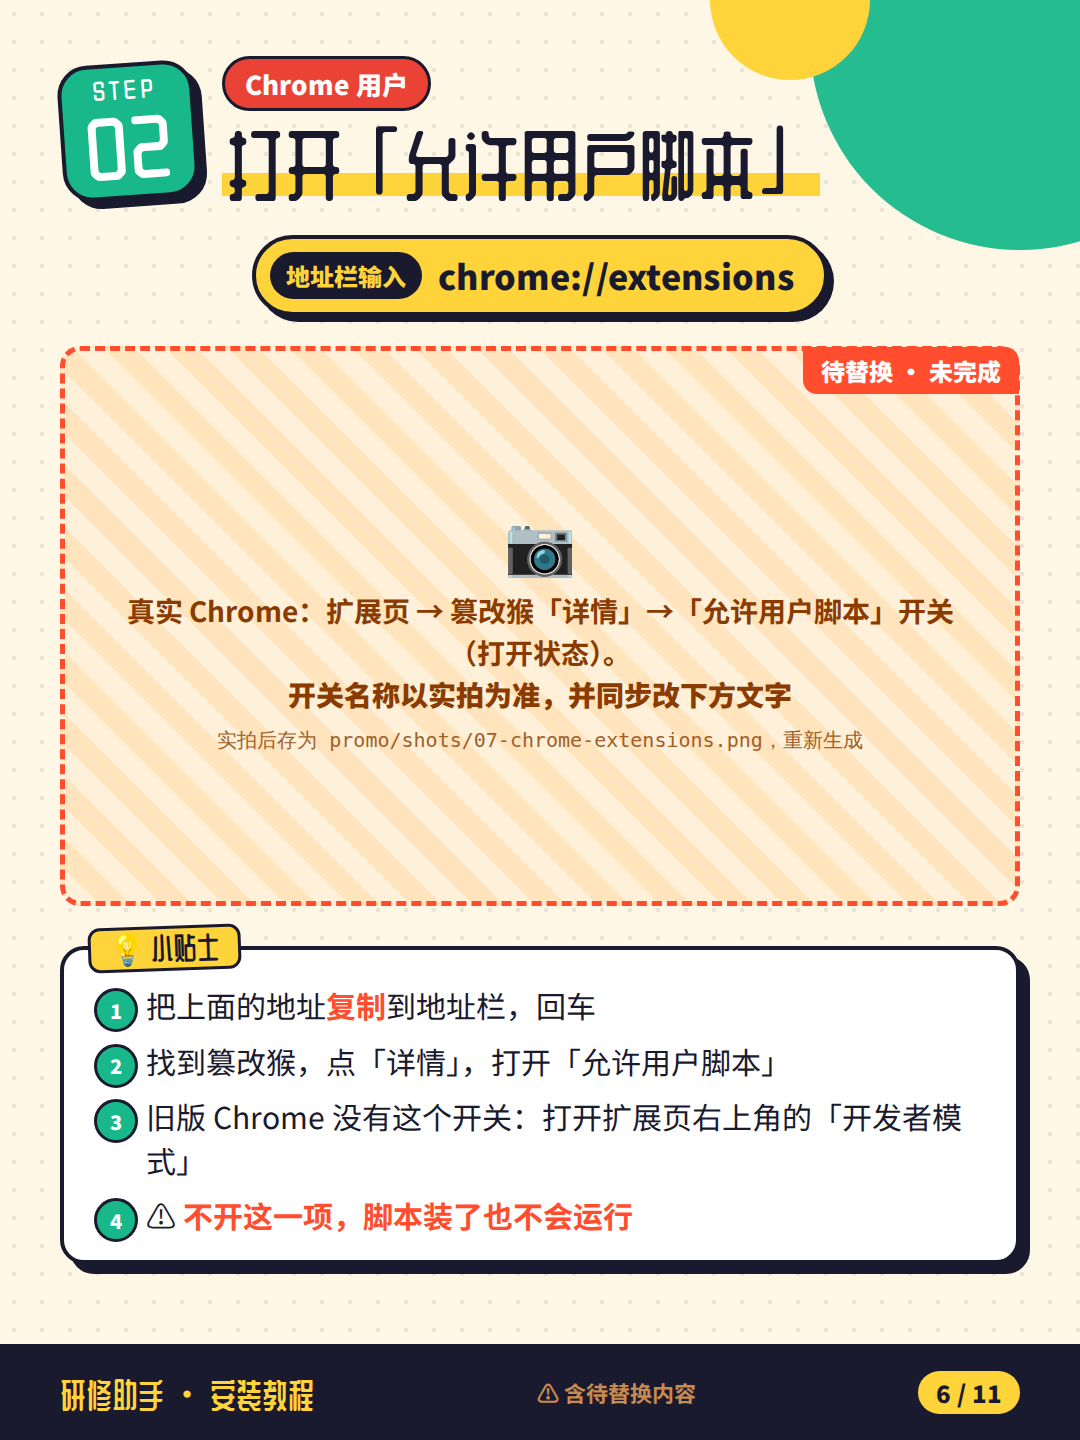 STEP
02
Chrome 用户
打开「允许用户脚本」
地址栏输入 chrome://extensions
待替换 · 未完成
真实 Chrome：扩展页 → 篡改猴「详情」→「允许用户脚本」开关
（打开状态）。
开关名称以实拍为准，并同步改下方文字
实拍后存为 promo/shots/07-chrome-extensions.png，重新生成
💡 小贴士
1 把上面的地址复制到地址栏，回车
2 找到篡改猴，点「详情」，打开「允许用户脚本」
3 旧版 Chrome 没有这个开关：打开扩展页右上角的「开发者模
式」
4 ⚠ 不开这一项，脚本装了也不会运行
研修助手 · 安装教程
⚠ 含待替换内容
6 / 11